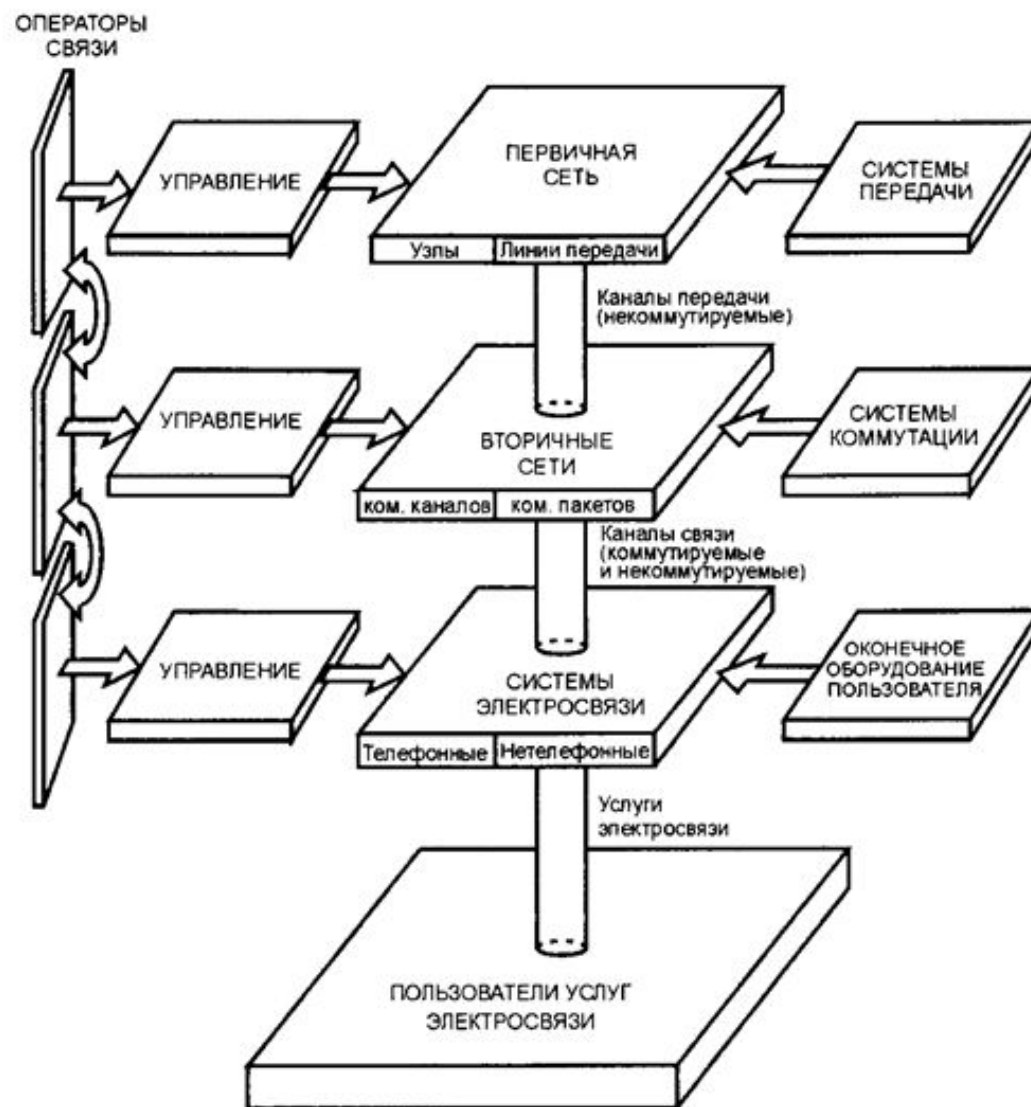 ОПЕРАТОРЫ
СВЯЗИ
УПРАВЛЕНИЕ
ПЕРВИЧНАЯ
СЕТЬ
СИСТЕМЫ
ПЕРЕДАЧИ
Узлы
Линии передачи
Каналы передачи
(некоммутируемые)
УПРАВЛЕНИЕ
ВТОРИЧНЫЕ
СЕТИ
СИСТЕМЫ
КОММУТАЦИИ
ком. каналов
ком. пакетов
Каналы связи
(коммутируемые
и некоммутируемые)
УПРАВЛЕНИЕ
СИСТЕМЫ
ЭЛЕКТРОСВЯЗИ
ОКОНЕЧНОЕ
ОБОРУДОВАНИЕ
ПОЛЬЗОВАТЕЛЯ
Телефонные
Нетелефонные
Услуги
электросвязи
ПОЛЬЗОВАТЕЛИ УСЛУГ
ЭЛЕКТРОСВЯЗИ